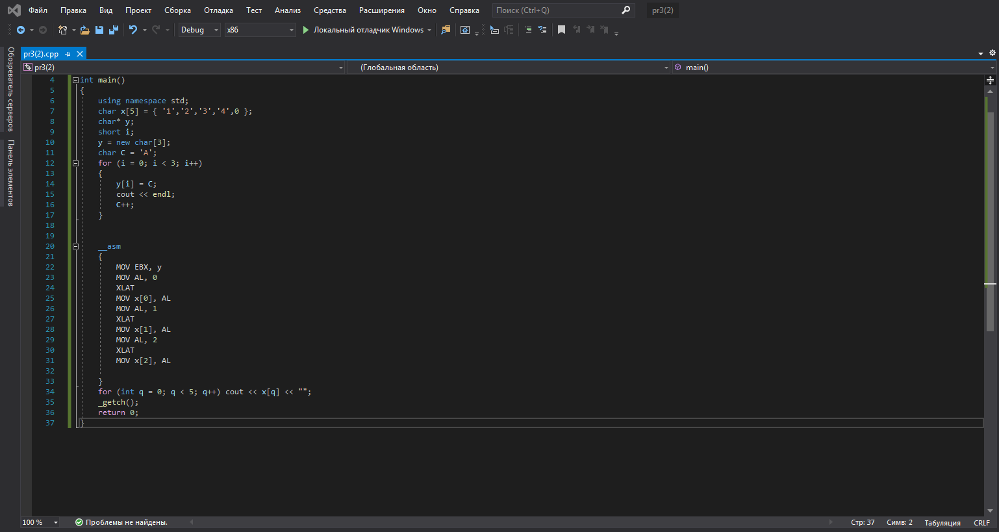 Файл Правка Вид Проект Сборка Отладка Тест Анализ Средства Расширения Окно Справка Поиск (Ctrl+Q) pr3(2)
Debug x86 Локальный отладчик Windows
Обозреватель серверов
Панель элементов
pr3(2).cpp
pr3(2) (Глобальная область) main()
4 int main()
5 {
6 using namespace std;
7 char x[5] = { '1','2','3','4',0 };
8 char* y;
9 short i;
10 y = new char[3];
11 char C = 'A';
12 for (i = 0; i < 3; i++)
13 {
14 y[i] = C;
15 cout << endl;
16 C++;
17 }
18
19
20 __asm
21 {
22 MOV EBX, y
23 MOV AL, 0
24 XLAT
25 MOV x[0], AL
26 MOV AL, 1
27 XLAT
28 MOV x[1], AL
29 MOV AL, 2
30 XLAT
31 MOV x[2], AL
32
33 }
34 for (int q = 0; q < 5; q++) cout << x[q] << "";
35 _getch();
36 return 0;
37 }
100 % Проблемы не найдены. Стр: 37 Симв: 2 Табуляция CRLF